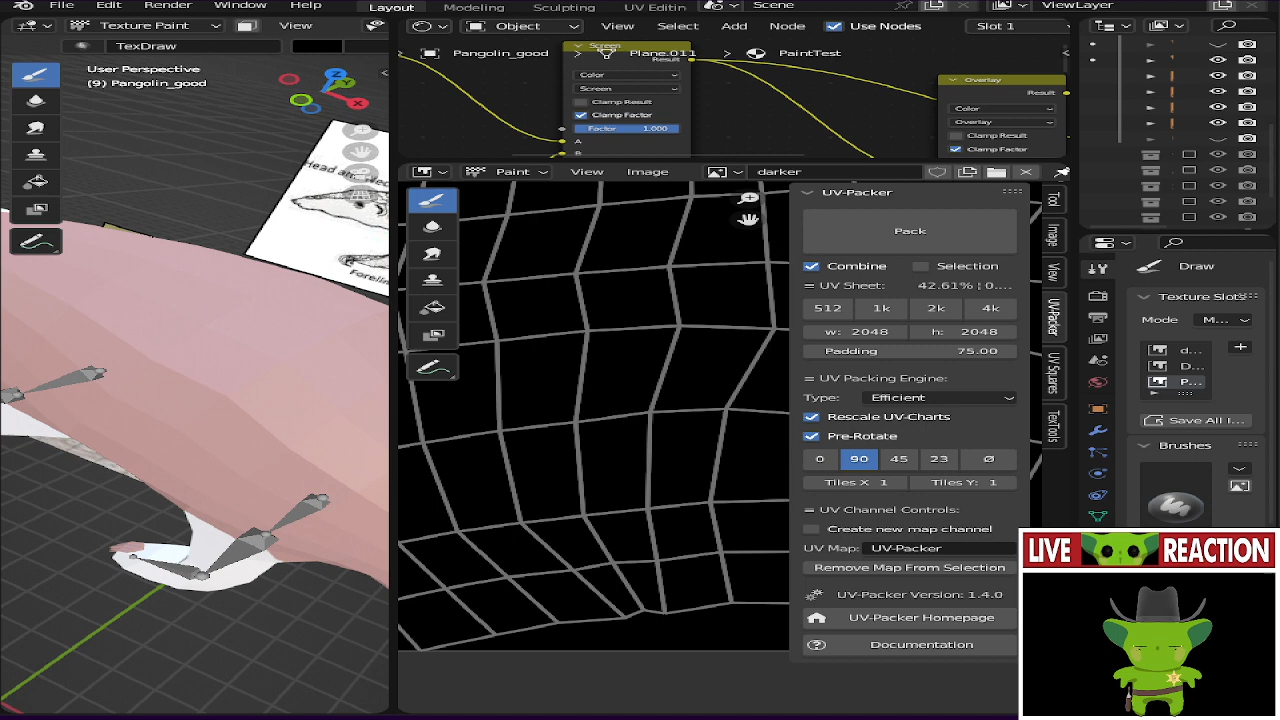 File Edit Render Window Help
Layout Modeling Sculpting UV Editin
Scene
ViewLayer
Texture Paint View
TexDraw
User Perspective
(9) Pangolin_good
Head an
Forelim
Object View Select Add Node Use Nodes Slot 1
Pangolin_good > Plane.011 > PaintTest
Screen
Result
Color
Screen
Clamp Result
Clamp Factor
Factor 1.000
A
B
Overlay
Result
Color
Overlay
Clamp Result
Clamp Factor
Paint View Image darker
UV-Packer
Pack
Combine Selection
UV Sheet: 42.61% ¦ 0....
512 1k 2k 4k
w: 2048 h: 2048
Padding 75.00
UV Packing Engine:
Type: Efficient
Rescale UV-Charts
Pre-Rotate
0 90 45 23 Ø
Tiles X 1 Tiles Y: 1
UV Channel Controls:
Create new map channel
UV Map: UV-Packer
Remove Map From Selection
UV-Packer Version: 1.4.0
UV-Packer Homepage
Documentation
Tool
Image
View
UV-Packer
UV Squares
TexTools
Draw
Texture Slots
Mode M...
d...
D...
P...
Save All I...
Brushes
LIVE REACTION